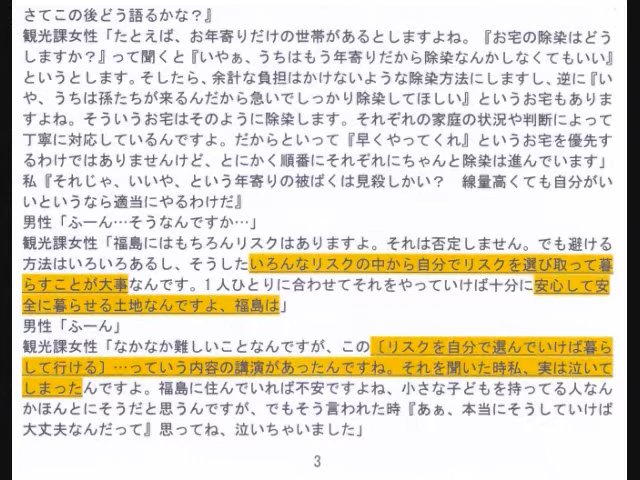 さてこの後どう語るかな？』
観光課女性「たとえば、お年寄りだけの世帯があるとしますよね。『お宅の除染はどう
しますか？』って聞くと『いやぁ、うちはもう年寄りだから除染なんかしなくてもいい』
というとします。そしたら、余計な負担はかけないような除染方法にしますし、逆に『い
や、うちは孫たちが来るんだから急いでしっかり除染してほしい』というお宅もありま
すよね。そういうお宅はそのように除染します。それぞれの家庭の状況や判断によって
丁寧に対応しているんですよ。だからといって『早くやってくれ』というお宅を優先す
るわけではありませんけど、とにかく順番にそれぞれにちゃんと除染は進んでいます」
私『それじゃ、いいや、という年寄りの被ばくは見殺しかい？　線量高くても自分がい
いというなら適当にやるわけだ』
男性「ふーん…そうなんですか…」
観光課女性「福島にはもちろんリスクはありますよ。それは否定しません。でも避ける
方法はいろいろあるし、そうしたいろんなリスクの中から自分でリスクを選び取って暮
らすことが大事なんです。１人ひとりに合わせてそれをやっていけば十分に安心して安
全に暮らせる土地なんですよ、福島は」
男性「ふーん」
観光課女性「なかなか難しいことなんですが、この［リスクを自分で選んでいけば暮ら
して行ける］…っていう内容の講演があったんですね。それを聞いた時私、実は泣いて
しまったんですよ。福島に住んでいれば不安ですよね、小さな子どもを持ってる人なん
かほんとにそうだと思うんですが、でもそう言われた時『あぁ、本当にそうしていけば
大丈夫なんだって』思ってね、泣いちゃいました」
3